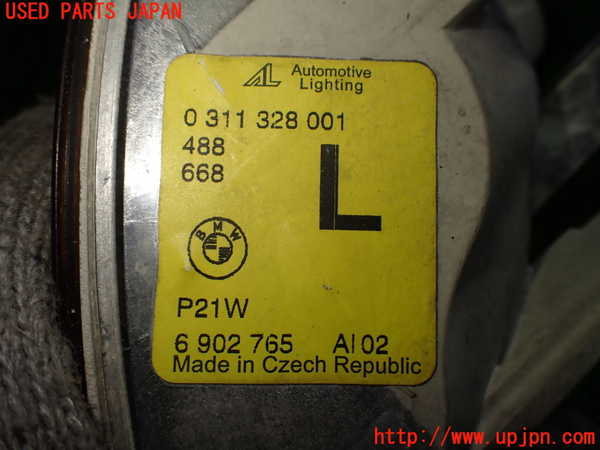 USED PARTS JAPAN
AL Automotive
Lighting
0 311 328 001
488
668
L
BMW
P21W
6 902 765 AI 02
Made in Czech Republic
http://www.upjpn.com